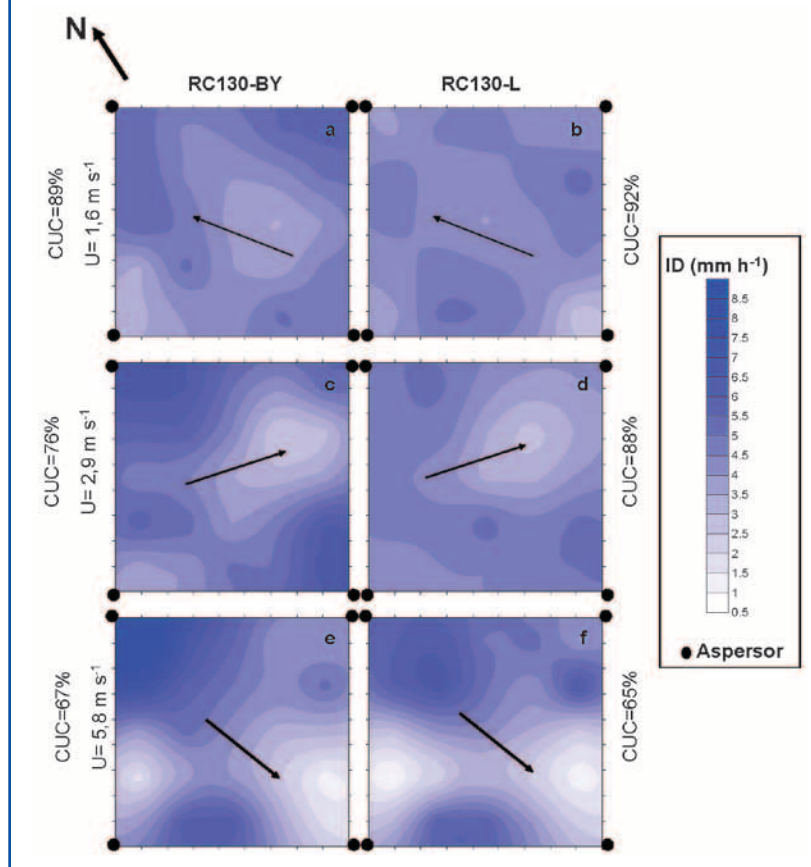 N
RC130-BY
RC130-L
a
b
CUC=89%
U= 1,6 m s⁻¹
CUC=92%
c
d
CUC=76%
U= 2,9 m s⁻¹
CUC=88%
e
f
CUC=67%
U= 5,8 m s⁻¹
CUC=65%
ID (mm h⁻¹)
8.5
8
7
6.5
6
5.5
5
4.5
4
3.5
3
2.5
2
1.5
1
0.5
Aspersor